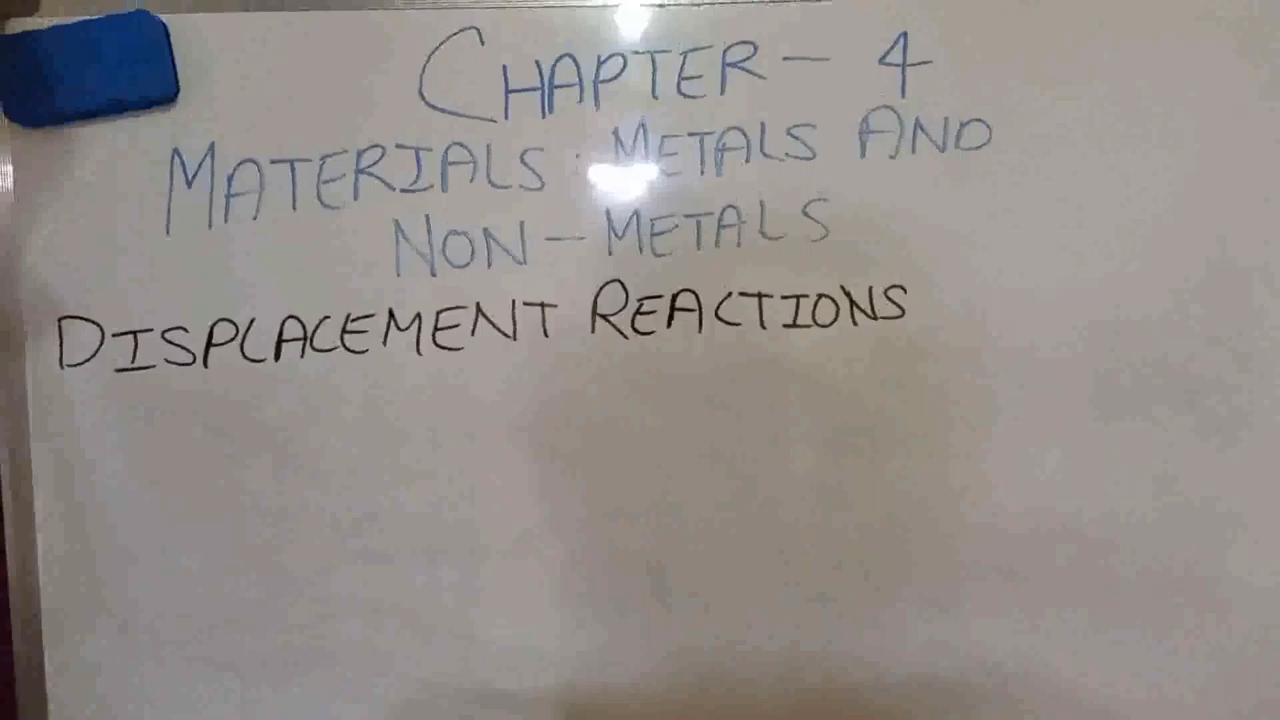 CHAPTER - 4
MATERIALS : METALS AND
NON - METALS
DISPLACEMENT REACTIONS